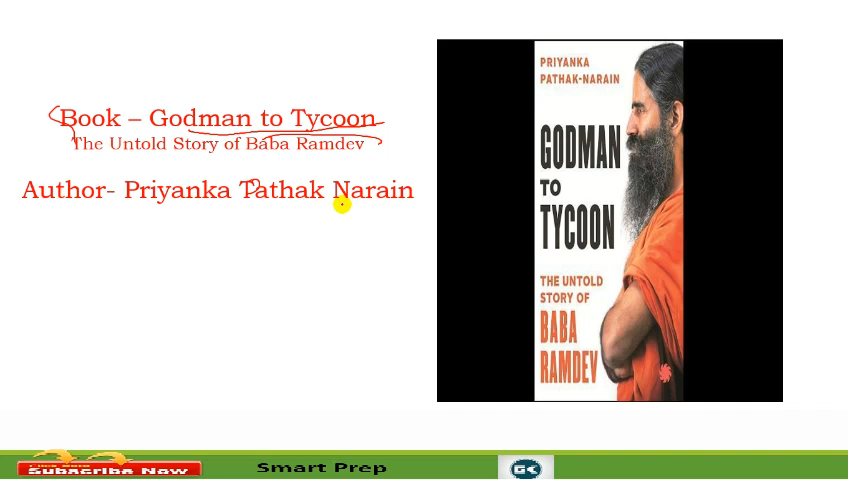 Book – Godman to Tycoon
The Untold Story of Baba Ramdev
Author- Priyanka Tathak Narain
PRIYANKA
PATHAK-NARAIN
GODMAN
TO
TYCOON
THE UNTOLD
STORY OF
BABA
RAMDEV
Subscribe Now
Smart Prep
GK